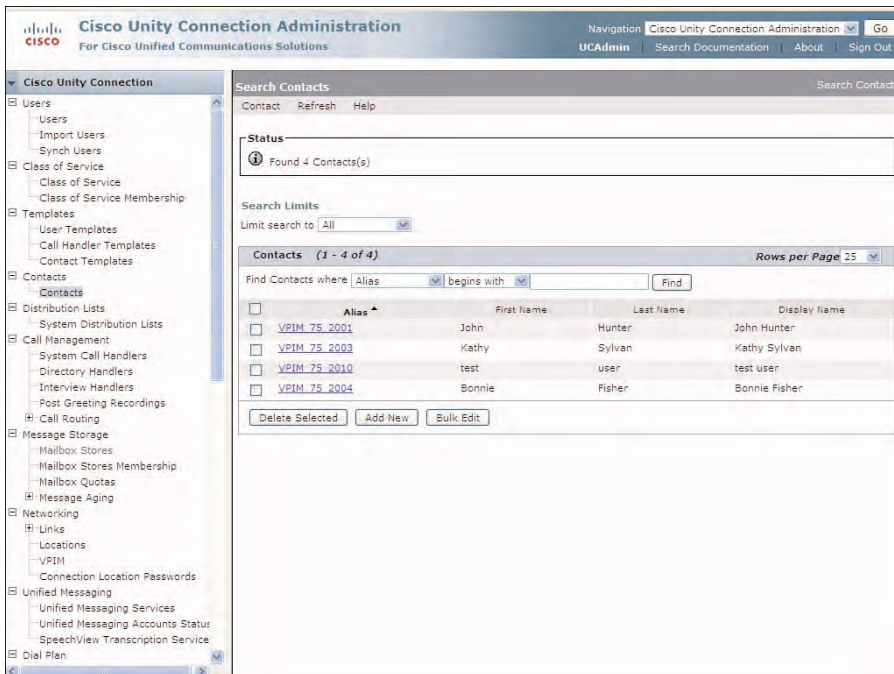 CISCO
Cisco Unity Connection Administration
For Cisco Unified Communications Solutions
Navigation Cisco Unity Connection Administration Go
UCAdmin Search Documentation About Sign Out
Cisco Unity Connection
Users
Users
Import Users
Synch Users
Class of Service
Class of Service
Class of Service Membership
Templates
User Templates
Call Handler Templates
Contact Templates
Contacts
Contacts
Distribution Lists
System Distribution Lists
Call Management
System Call Handlers
Directory Handlers
Interview Handlers
Post Greeting Recordings
Call Routing
Message Storage
Mailbox Stores
Mailbox Stores Membership
Mailbox Quotas
Message Aging
Networking
Links
Locations
VPIM
Connection Location Passwords
Unified Messaging
Unified Messaging Services
Unified Messaging Accounts Status
SpeechView Transcription Service
Dial Plan
Search Contacts Search Contact
Contact Refresh Help
Status
Found 4 Contacts(s)
Search Limits
Limit search to All
Contacts (1 - 4 of 4) Rows per Page 25
Find Contacts where Alias begins with Find
Alias First Name Last Name Display Name
VPIM_75_2001 John Hunter John Hunter
VPIM_75_2003 Kathy Sylvan Kathy Sylvan
VPIM_75_2010 test user test user
VPIM_75_2004 Bonnie Fisher Bonnie Fisher
Delete Selected Add New Bulk Edit